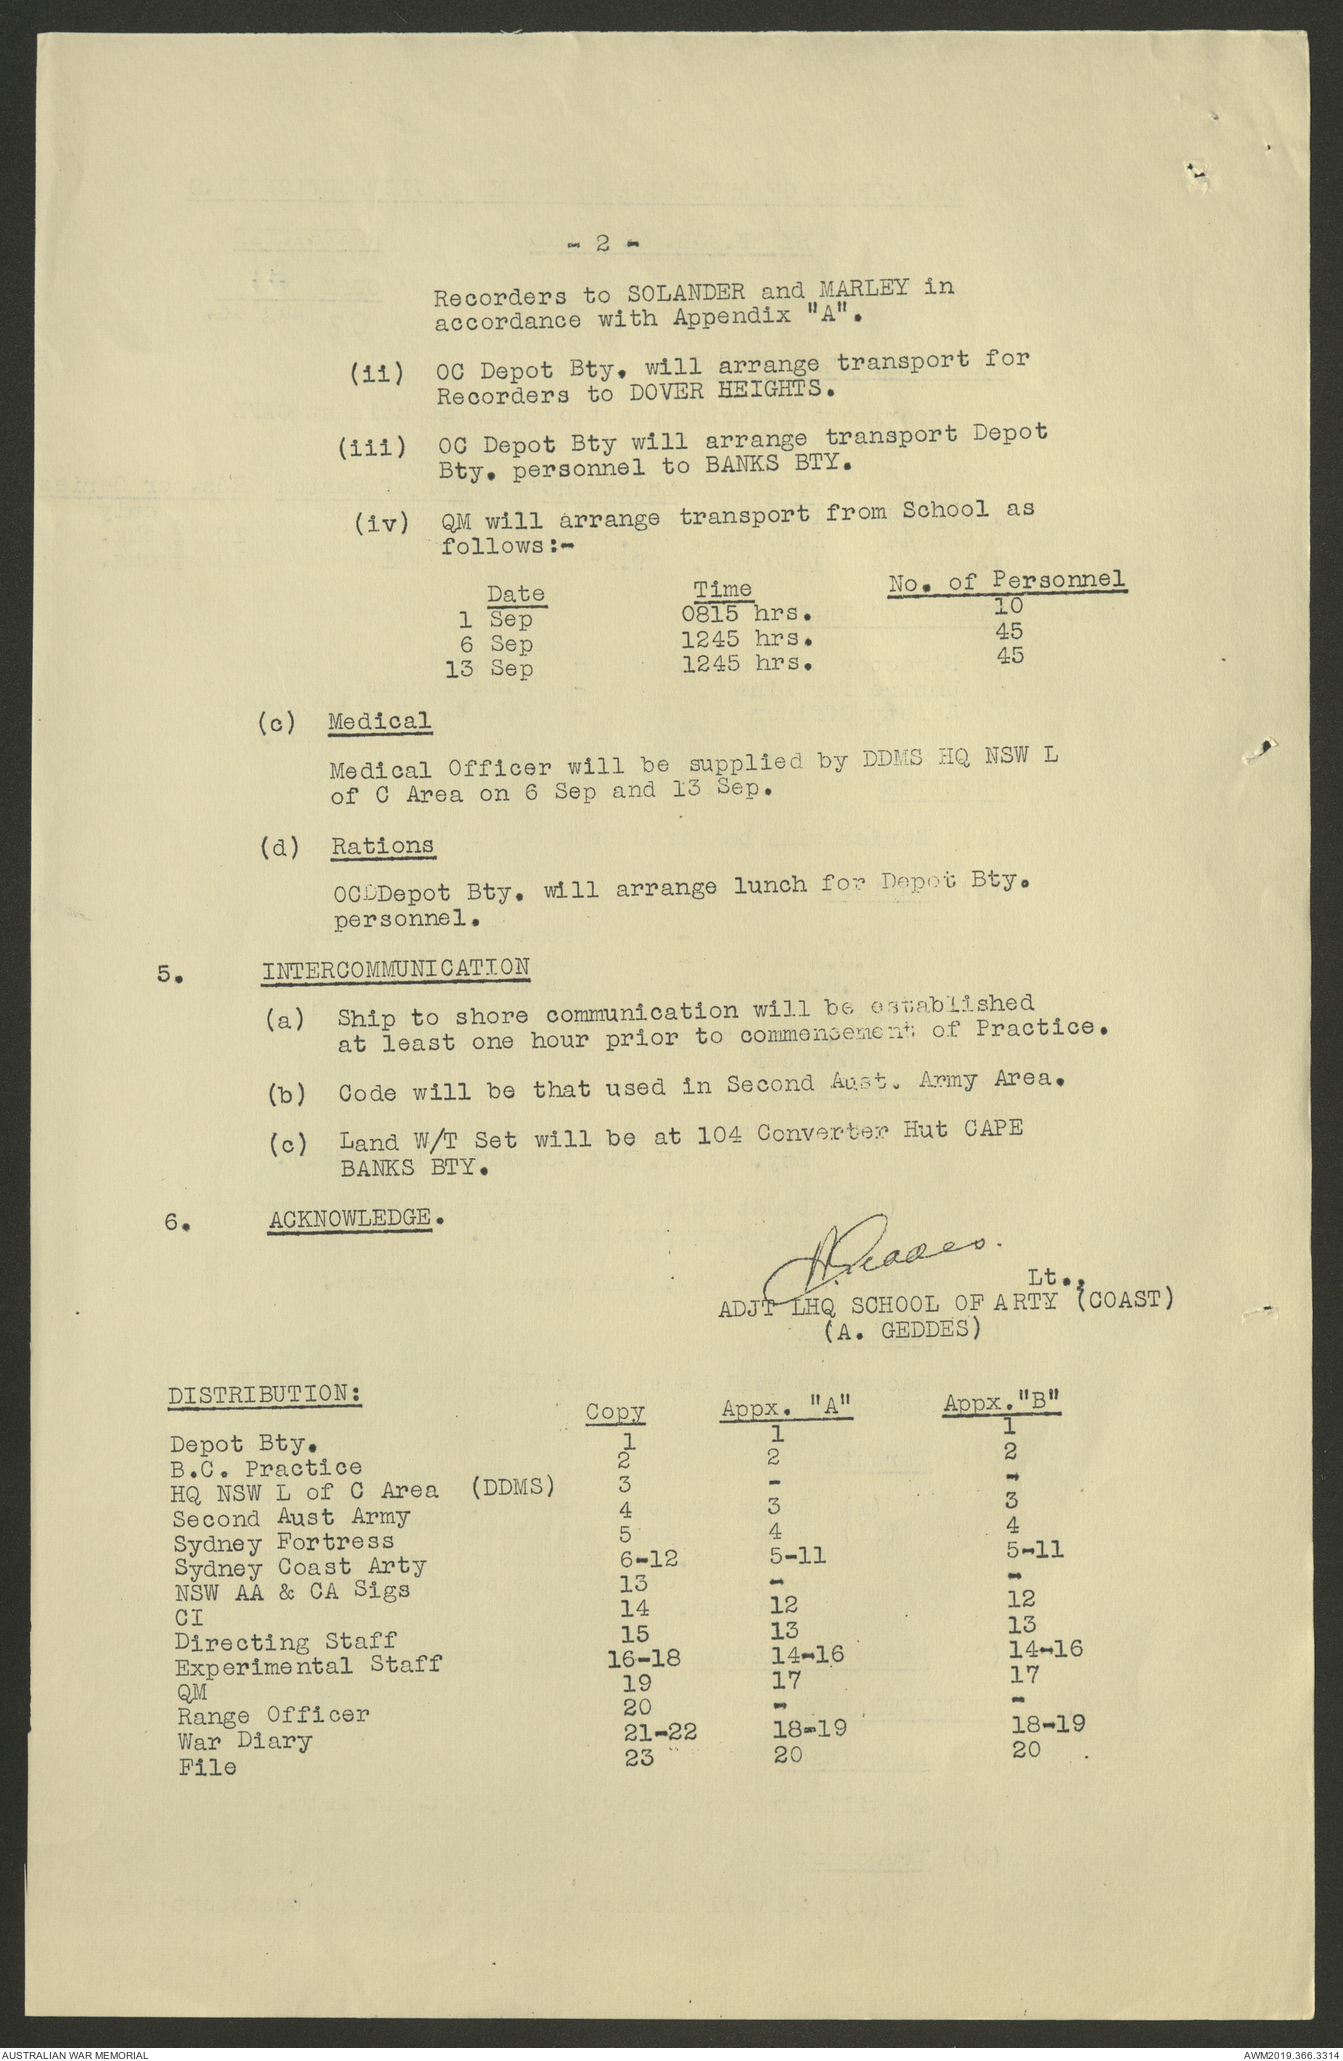 - 2 -
Recorders to SOLANDER and MARLEY in
accordance with Appendix "A".
(ii) OC Depot Bty. will arrange transport for
Recorders to DOVER HEIGHTS.
(iii) OC Depot Bty will arrange transport Depot
Bty. personnel to BANKS BTY.
(iv) QM will arrange transport from School as
follows:-
Date Time No. of Personnel
1 Sep 0815 hrs. 10
6 Sep 1245 hrs. 45
13 Sep 1245 hrs. 45
(c) Medical
Medical Officer will be supplied by DDMS HQ NSW L
of C Area on 6 Sep and 13 Sep.
(d) Rations
OCDDepot Bty. will arrange lunch for Depot Bty.
personnel.
5. INTERCOMMUNICATION
(a) Ship to shore communication will be established
at least one hour prior to commencement of Practice.
(b) Code will be that used in Second Aust. Army Area.
(c) Land W/T Set will be at 104 Converter Hut CAPE
BANKS BTY.
6. ACKNOWLEDGE.
A. Geddes.
Lt.,
ADJT LHQ SCHOOL OF ARTY (COAST)
(A. GEDDES)
DISTRIBUTION:
Copy Appx. "A" Appx. "B"
Depot Bty. 1 1 1
B.C. Practice 2 2 2
HQ NSW L of C Area (DDMS) 3 - -
Second Aust Army 4 3 3
Sydney Fortress 5 4 4
Sydney Coast Arty 6-12 5-11 5-11
NSW AA & CA Sigs 13 - -
CI 14 12 12
Directing Staff 15 13 13
Experimental Staff 16-18 14-16 14-16
QM 19 17 17
Range Officer 20 - -
War Diary 21-22 18-19 18-19
File 23 20 20
AUSTRALIAN WAR MEMORIAL AWM2019.366.3314